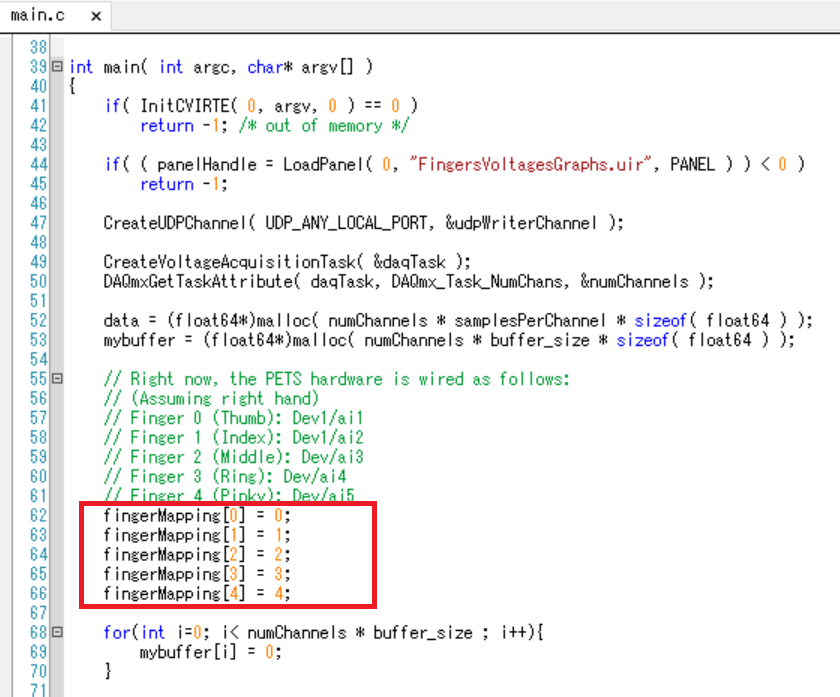 main.c x
38
39 int main( int argc, char* argv[] )
40 {
41 if( InitCVIRTE( 0, argv, 0 ) == 0 )
42 return -1; /* out of memory */
43
44 if( ( panelHandle = LoadPanel( 0, "FingersVoltagesGraphs.uir", PANEL ) ) < 0 )
45 return -1;
46
47 CreateUDPChannel( UDP_ANY_LOCAL_PORT, &udpWriterChannel );
48
49 CreateVoltageAcquisitionTask( &daqTask );
50 DAQmxGetTaskAttribute( daqTask, DAQmx_Task_NumChans, &numChannels );
51
52 data = (float64*)malloc( numChannels * samplesPerChannel * sizeof( float64 ) );
53 mybuffer = (float64*)malloc( numChannels * buffer_size * sizeof( float64 ) );
54
55 // Right now, the PETS hardware is wired as follows:
56 // (Assuming right hand)
57 // Finger 0 (Thumb): Dev1/ai1
58 // Finger 1 (Index): Dev1/ai2
59 // Finger 2 (Middle): Dev/ai3
60 // Finger 3 (Ring): Dev/ai4
61 // Finger 4 (Pinky): Dev/ai5
62 fingerMapping[0] = 0;
63 fingerMapping[1] = 1;
64 fingerMapping[2] = 2;
65 fingerMapping[3] = 3;
66 fingerMapping[4] = 4;
67
68 for(int i=0; i< numChannels * buffer_size ; i++){
69 mybuffer[i] = 0;
70 }
71